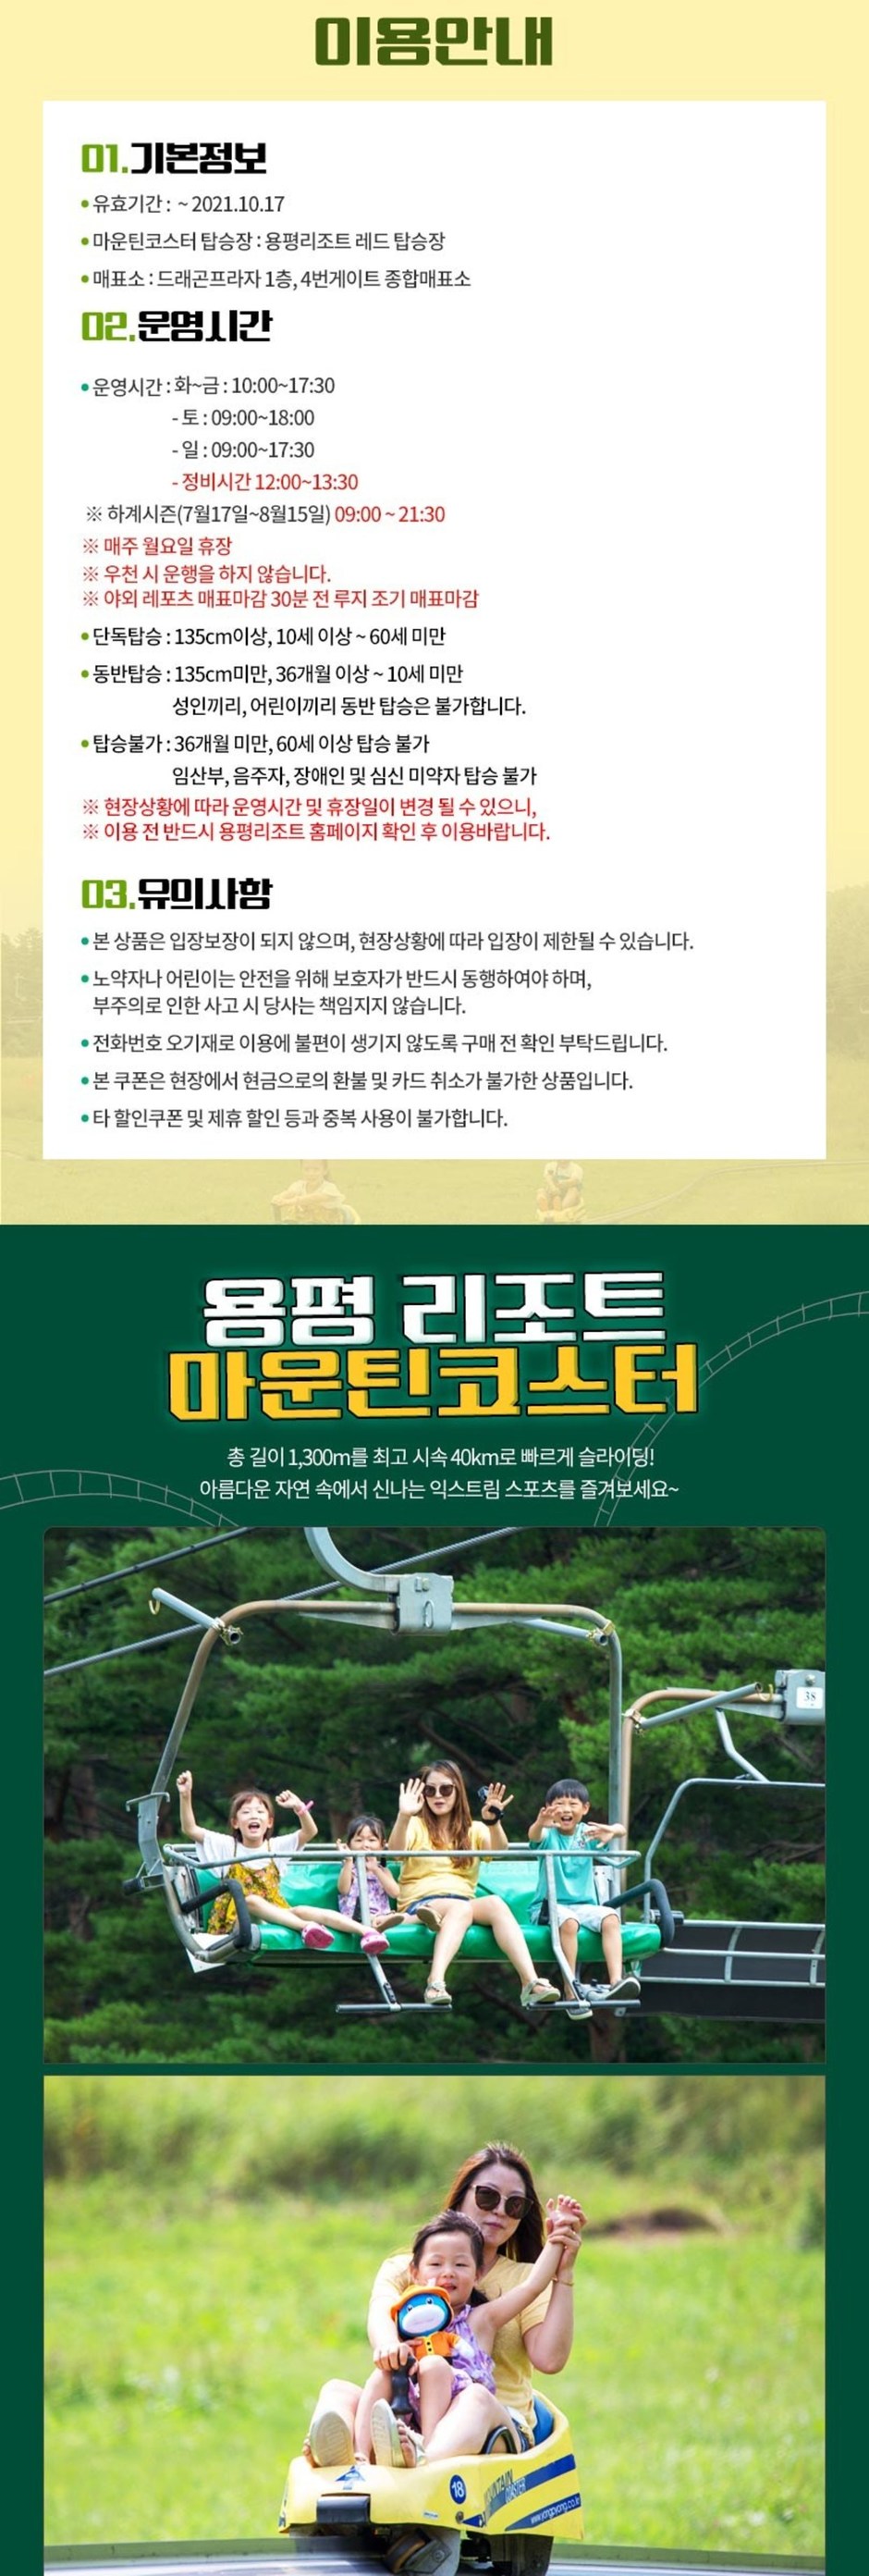 이용안내
01.기본정보
• 유효기간 : ~ 2021.10.17
• 마운틴코스터 탑승장 : 용평리조트 레드 탑승장
• 매표소 : 드래곤프라자 1층, 4번게이트 종합매표소
02.운영시간
• 운영시간 : 화~금 : 10:00~17:30
- 토 : 09:00~18:00
- 일 : 09:00~17:30
- 정비시간 12:00~13:30
※ 하계시즌(7월17일~8월15일) 09:00 ~ 21:30
※ 매주 월요일 휴장
※ 우천 시 운행을 하지 않습니다.
※ 야외 레포츠 매표마감 30분 전 루지 조기 매표마감
• 단독탑승 : 135cm이상, 10세 이상 ~ 60세 미만
• 동반탑승 : 135cm미만, 36개월 이상 ~ 10세 미만
성인끼리, 어린이끼리 동반 탑승은 불가합니다.
• 탑승불가 : 36개월 미만, 60세 이상 탑승 불가
임산부, 음주자, 장애인 및 심신 미약자 탑승 불가
※ 현장상황에 따라 운영시간 및 휴장일이 변경 될 수 있으니,
※ 이용 전 반드시 용평리조트 홈페이지 확인 후 이용바랍니다.
03.유의사항
• 본 상품은 입장보장이 되지 않으며, 현장상황에 따라 입장이 제한될 수 있습니다.
• 노약자나 어린이는 안전을 위해 보호자가 반드시 동행하여야 하며,
부주의로 인한 사고 시 당사는 책임지지 않습니다.
• 전화번호 오기재로 이용에 불편이 생기지 않도록 구매 전 확인 부탁드립니다.
• 본 쿠폰은 현장에서 현금으로의 환불 및 카드 취소가 불가한 상품입니다.
• 타 할인쿠폰 및 제휴 할인 등과 중복 사용이 불가합니다.
용평 리조트
마운틴코스터
총 길이 1,300m를 최고 시속 40km로 빠르게 슬라이딩!
아름다운 자연 속에서 신나는 익스트림 스포츠를 즐겨보세요~
38
18
MOUNTAIN
COASTER
www.yongpyong.co.kr